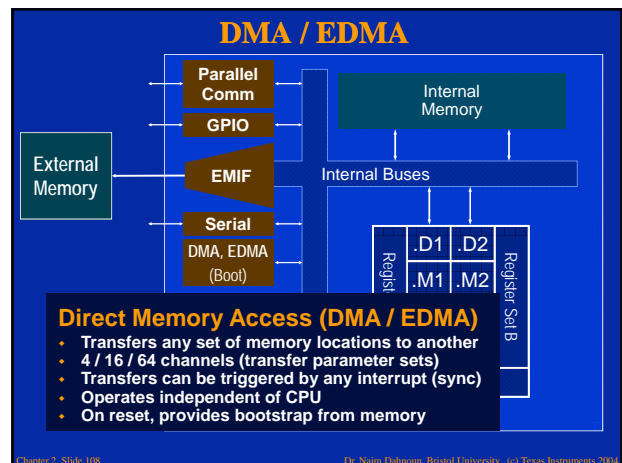 DMA / EDMA
Parallel
Comm
GPIO
External
Memory
EMIF
Serial
DMA, EDMA
(Boot)
Internal
Memory
Internal Buses
.D1 .D2
.M1 .M2
Register Set B
Direct Memory Access (DMA / EDMA)
Transfers any set of memory locations to another
4 / 16 / 64 channels (transfer parameter sets)
Transfers can be triggered by any interrupt (sync)
Operates independent of CPU
On reset, provides bootstrap from memory
Chapter 2, Slide 108
Dr. Naim Dahnoun, Bristol University, (c) Texas Instruments 2004